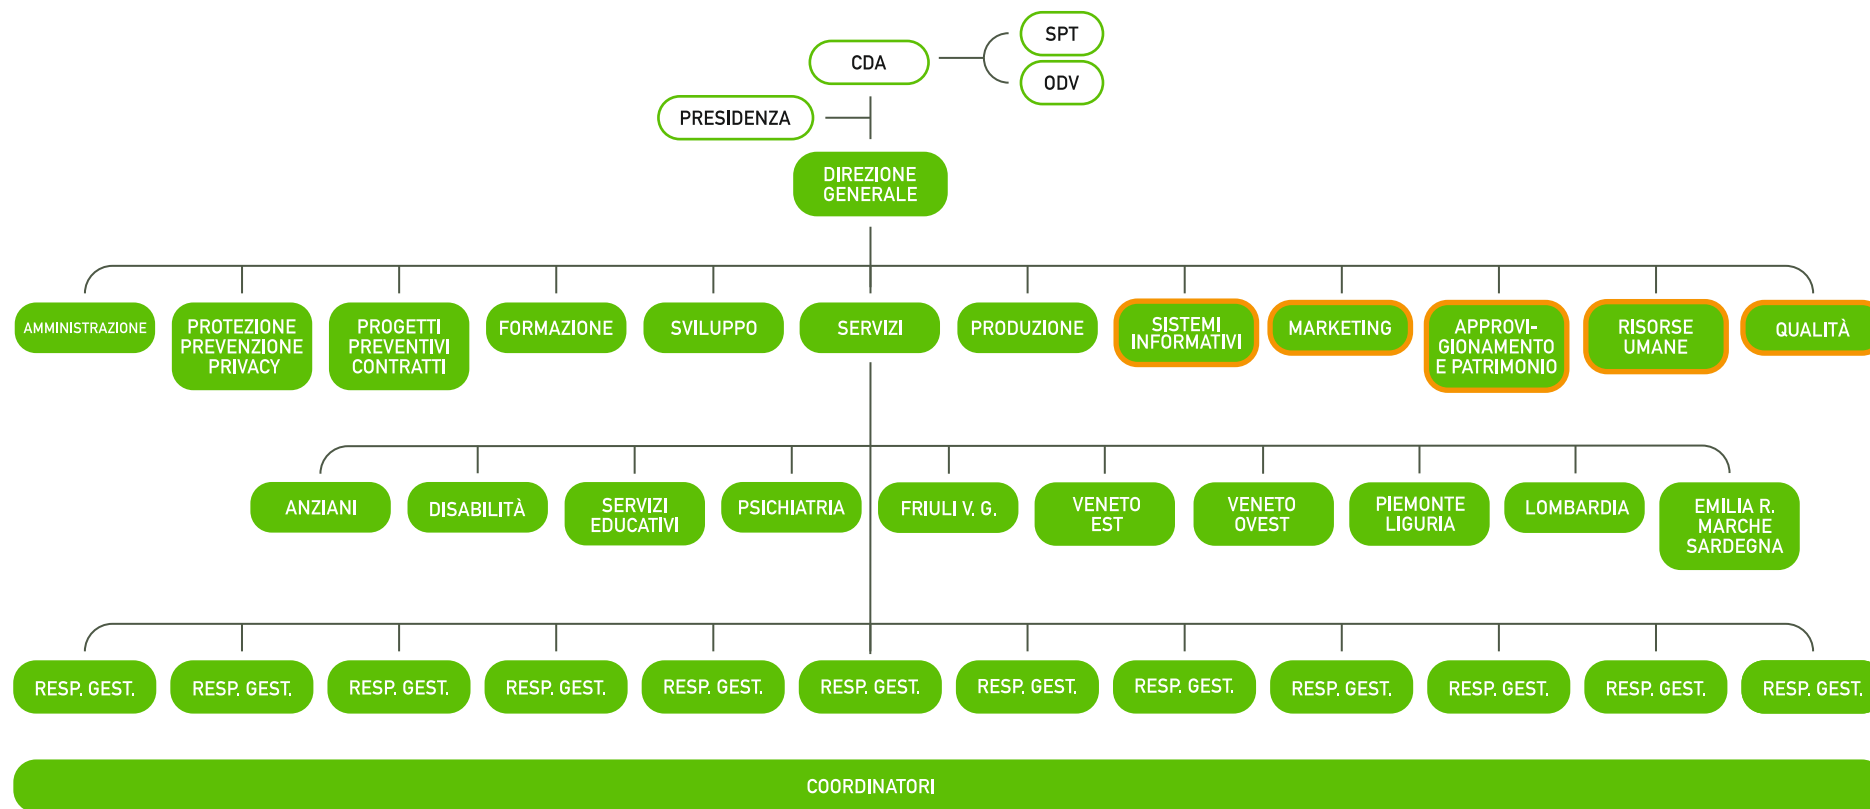 SPT
CDA
ODV
PRESIDENZA
DIREZIONE
GENERALE
AMMINISTRAZIONE
PROTEZIONE
PREVENZIONE
PRIVACY
PROGETTI
PREVENTIVI
CONTRATTI
FORMAZIONE
SVILUPPO
SERVIZI
PRODUZIONE
SISTEMI
INFORMATIVI
MARKETING
APPROVI-
GIONAMENTO
E PATRIMONIO
RISORSE
UMANE
QUALITÀ
ANZIANI
DISABILITÀ
SERVIZI
EDUCATIVI
PSICHIATRIA
FRIULI V. G.
VENETO
EST
VENETO
OVEST
PIEMONTE
LIGURIA
LOMBARDIA
EMILIA R.
MARCHE
SARDEGNA
RESP. GEST.
RESP. GEST.
RESP. GEST.
RESP. GEST.
RESP. GEST.
RESP. GEST.
RESP. GEST.
RESP. GEST.
RESP. GEST.
RESP. GEST.
RESP. GEST.
RESP. GEST.
COORDINATORI